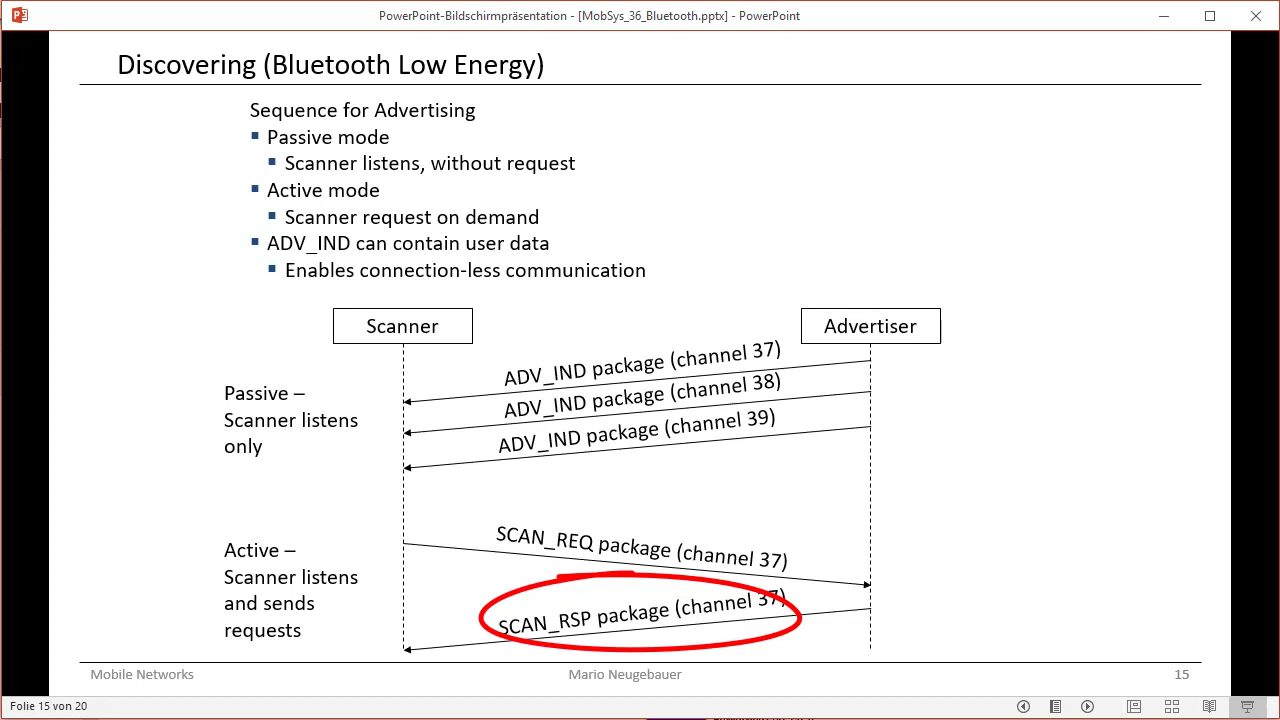 PowerPoint-Bildschirmpräsentation - [MobSys_36_Bluetooth.pptx] - PowerPoint
Discovering (Bluetooth Low Energy)
Sequence for Advertising
Passive mode
Scanner listens, without request
Active mode
Scanner request on demand
ADV_IND can contain user data
Enables connection-less communication
Scanner
Advertiser
ADV_IND package (channel 37)
ADV_IND package (channel 38)
ADV_IND package (channel 39)
Passive –
Scanner listens
only
SCAN_REQ package (channel 37)
Active –
Scanner listens
and sends
requests
SCAN_RSP package (channel 37)
Mobile Networks
Mario Neugebauer
15
Folie 15 von 20